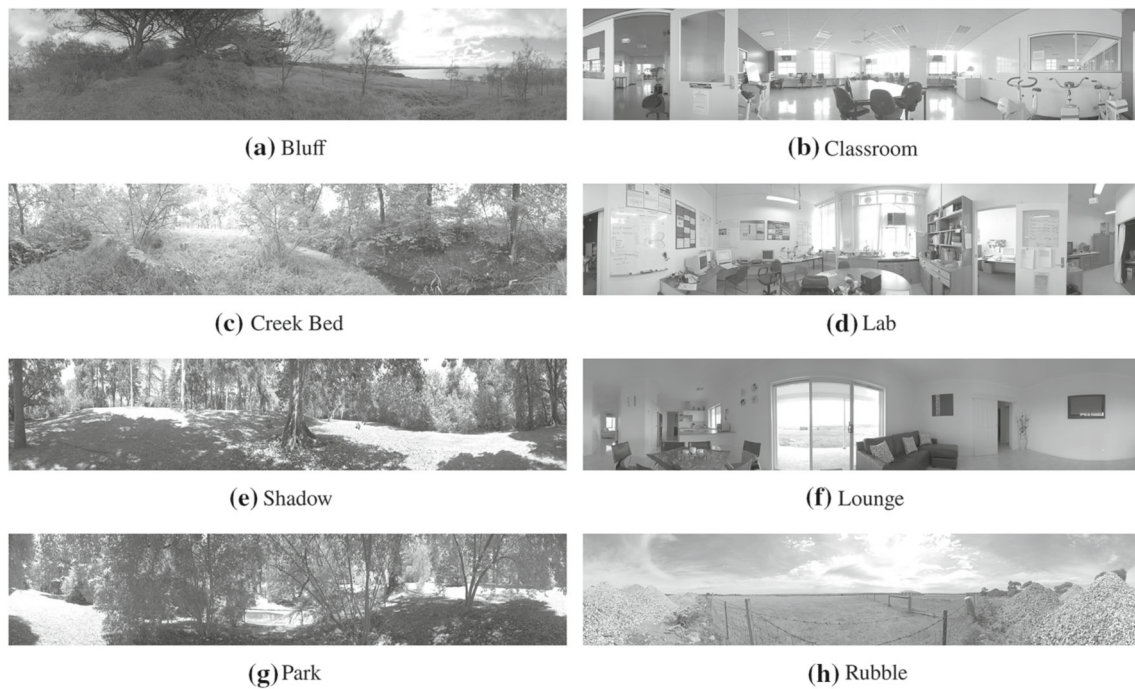 (a) Bluff
(b) Classroom
(c) Creek Bed
(d) Lab
(e) Shadow
(f) Lounge
(g) Park
(h) Rubble